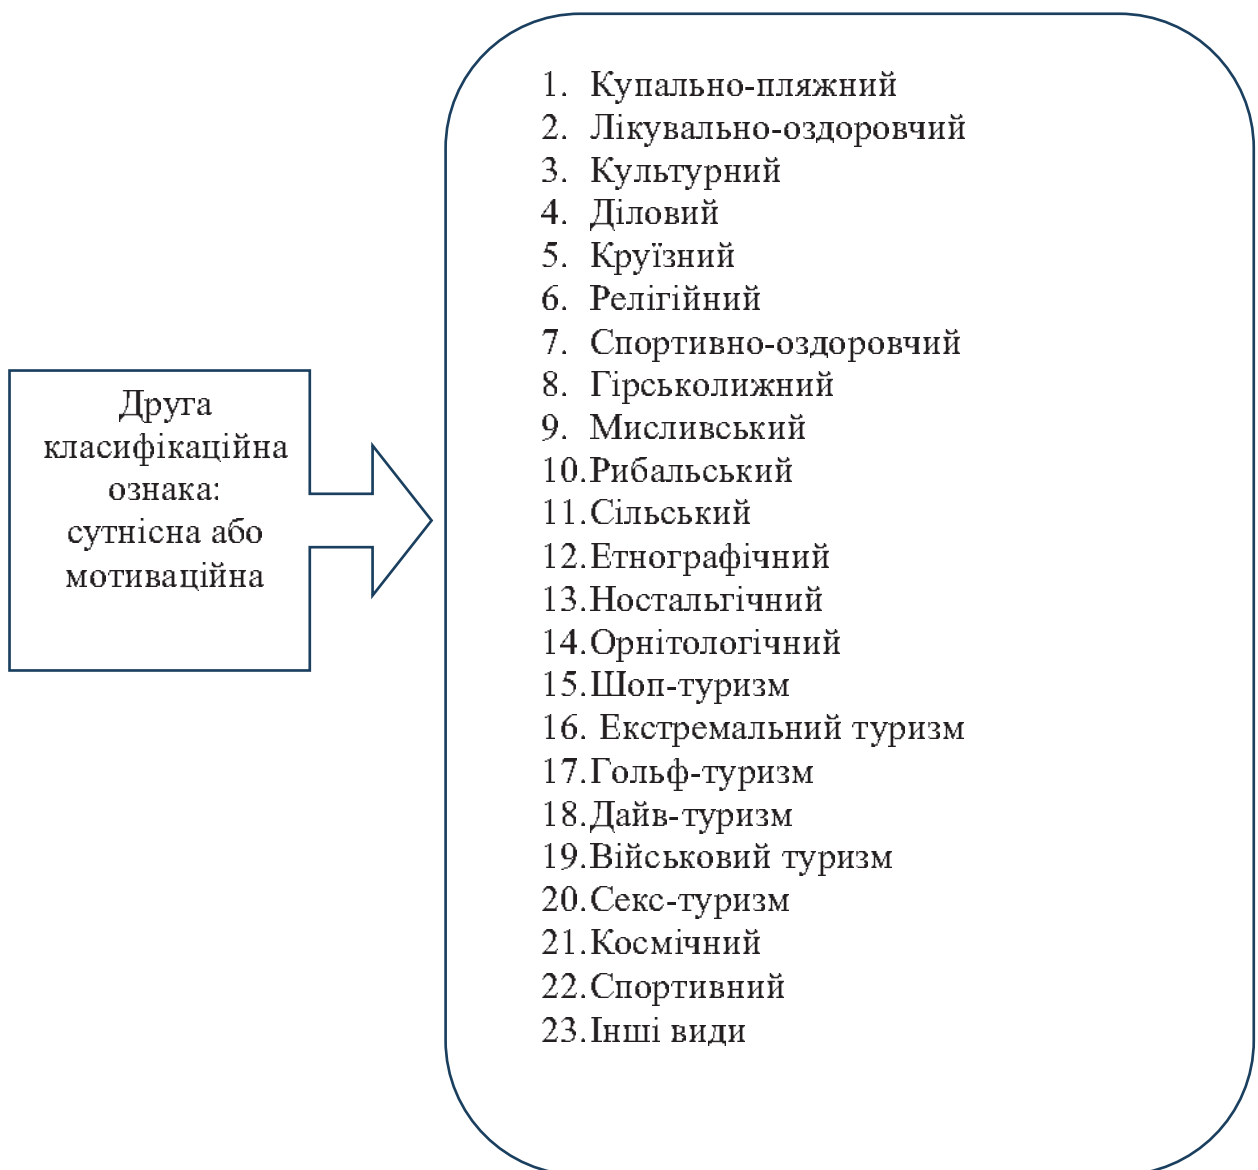 Друга
класифікаційна
ознака:
сутнісна або
мотиваційна
1. Купально-пляжний
2. Лікувально-оздоровчий
3. Культурний
4. Діловий
5. Круїзний
6. Релігійний
7. Спортивно-оздоровчий
8. Гірськолижний
9. Мисливський
10.Рибальський
11.Сільський
12.Етнографічний
13.Ностальгічний
14.Орнітологічний
15.Шоп-туризм
16. Екстремальний туризм
17.Гольф-туризм
18.Дайв-туризм
19.Військовий туризм
20.Секс-туризм
21.Космічний
22.Спортивний
23.Інші види